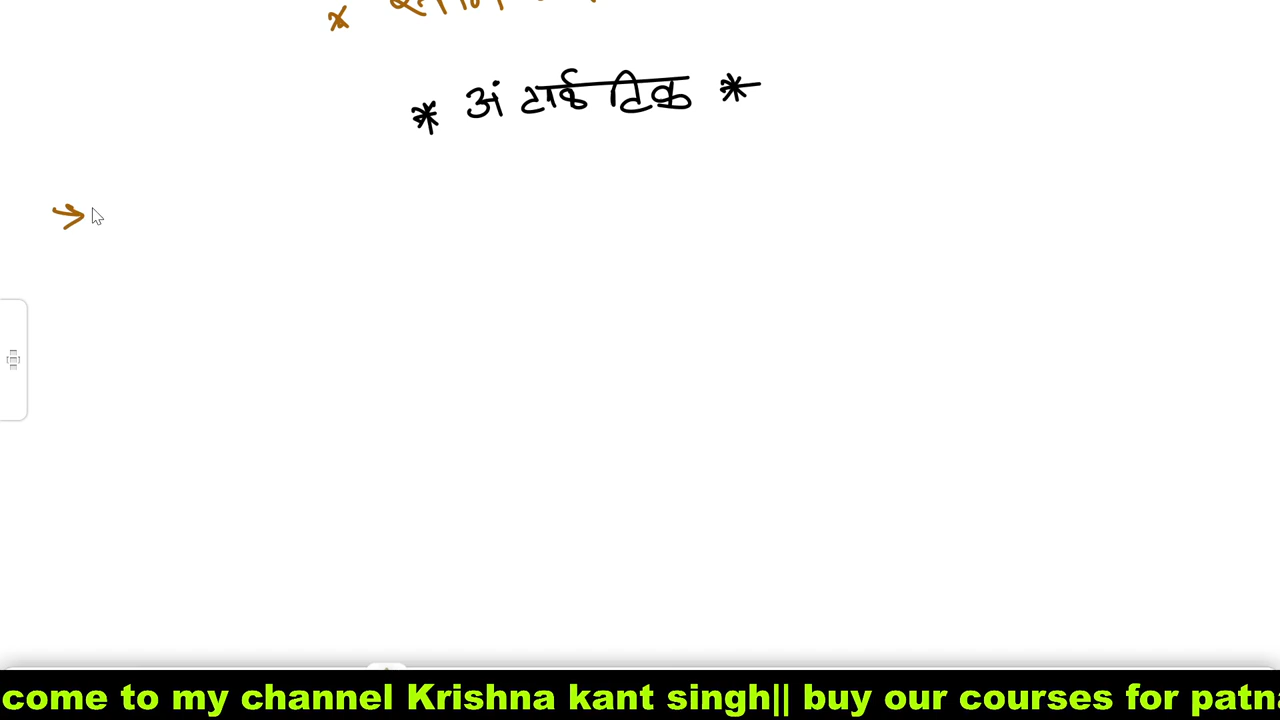 * अंटार्कटिक *
come to my channel Krishna kant singh|| buy our courses for patn